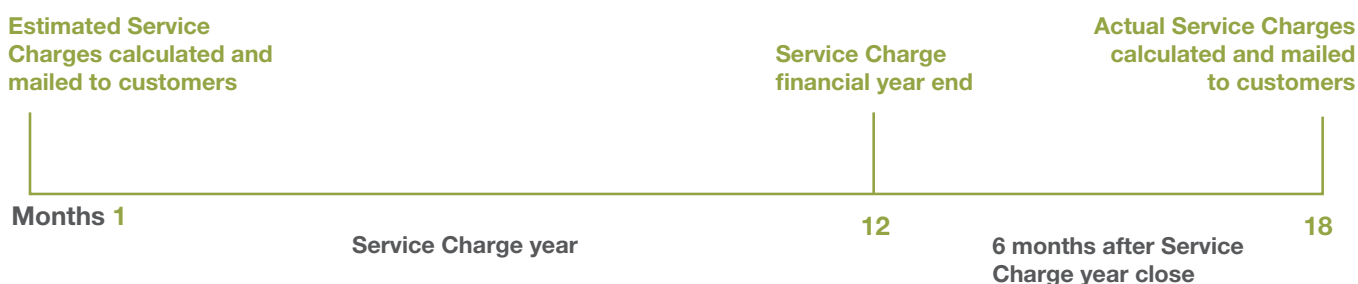 Estimated Service
Charges calculated and
mailed to customers
Service Charge
financial year end
Actual Service Charges
calculated and mailed
to customers
Months 1
12
18
Service Charge year
6 months after Service
Charge year close